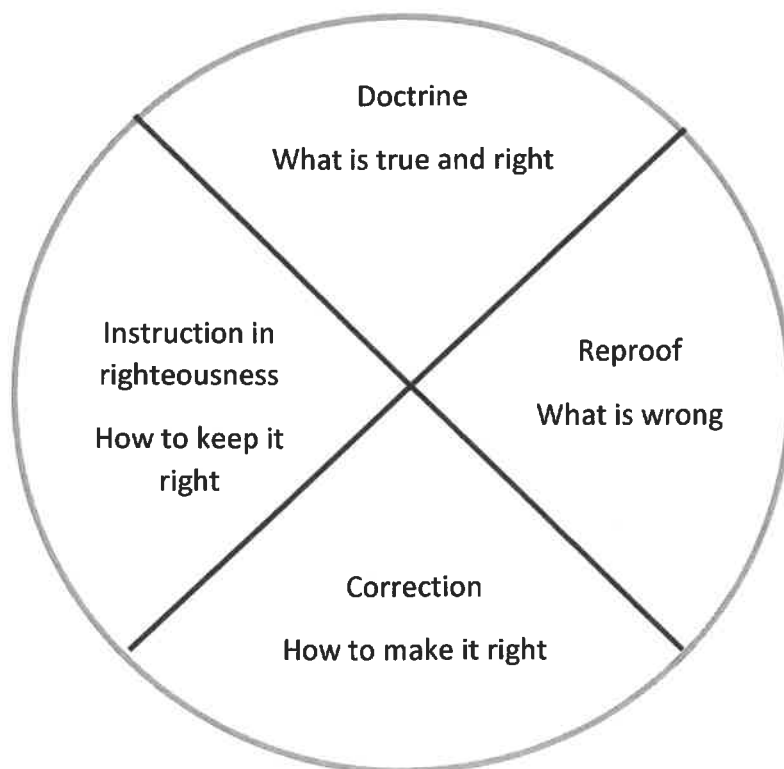 Doctrine
What is true and right
Reproof
What is wrong
Correction
How to make it right
Instruction in
righteousness
How to keep it
right